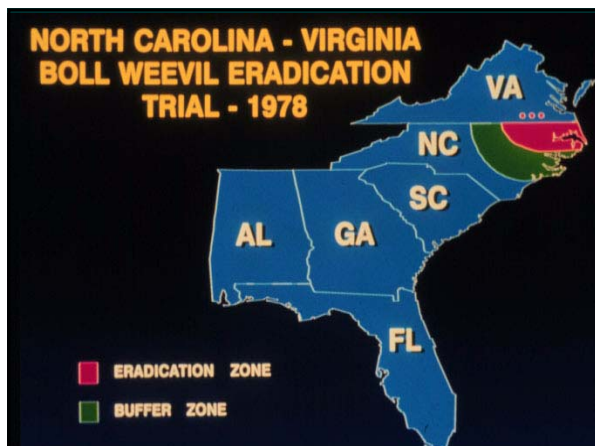 NORTH CAROLINA - VIRGINIA
BOLL WEEVIL ERADICATION
TRIAL - 1978
VA
NC
SC
AL
GA
FL
ERADICATION ZONE
BUFFER ZONE